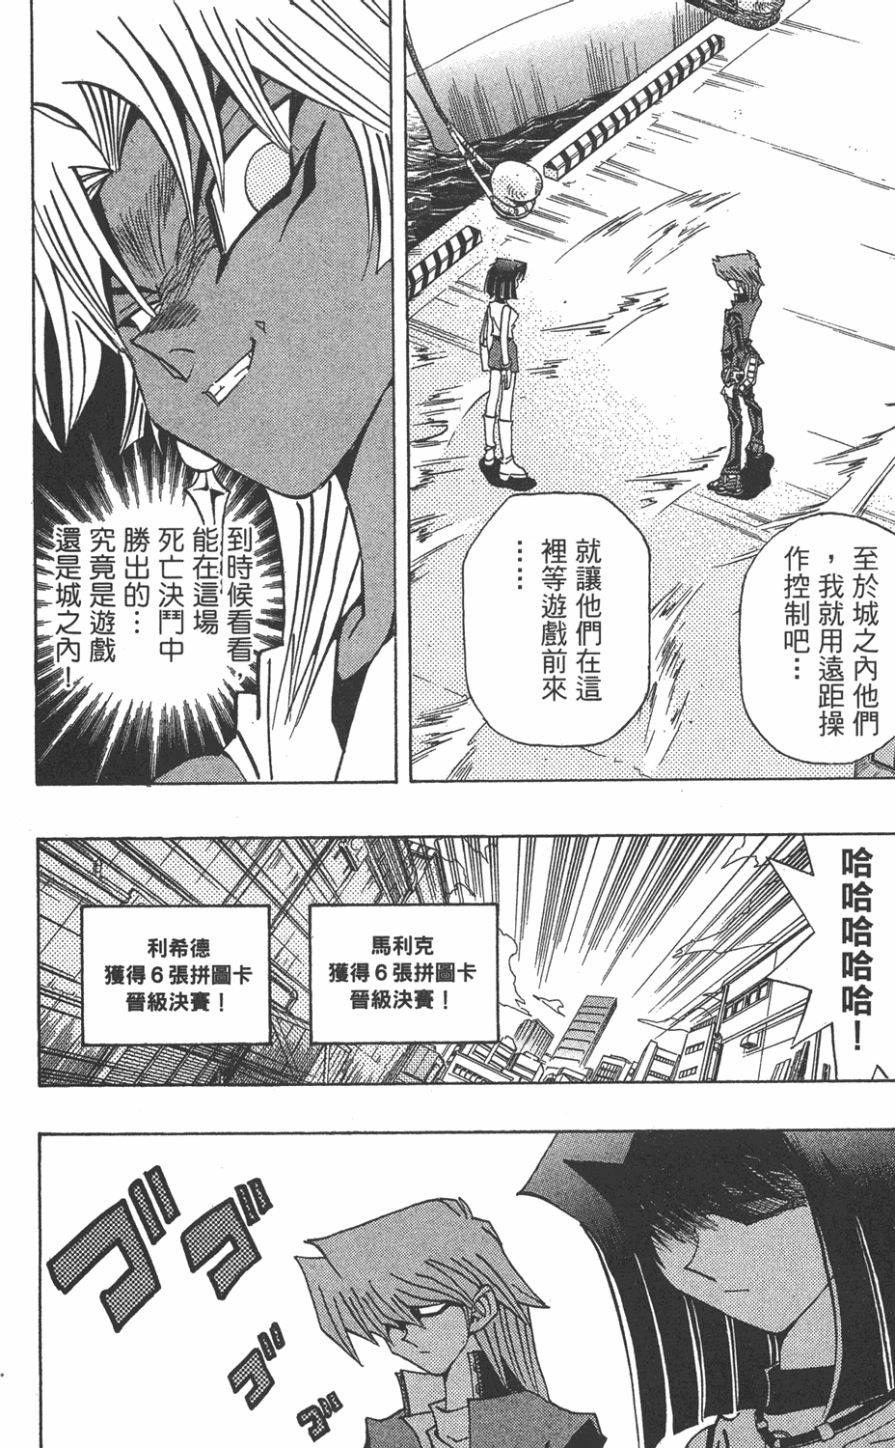 至於城之內他們
，我就用遠距操
作控制吧…
就讓他們在這
裡等遊戲前來
……
到時候看看，
能在這場
死亡決鬥中
勝出的…
究竟是遊戲
還是城之內！
哈哈哈哈哈！
馬利克
獲得６張拼圖卡
晉級決賽！
利希德
獲得６張拼圖卡
晉級決賽！
ゴ
ゴ
ゴ
ゴ